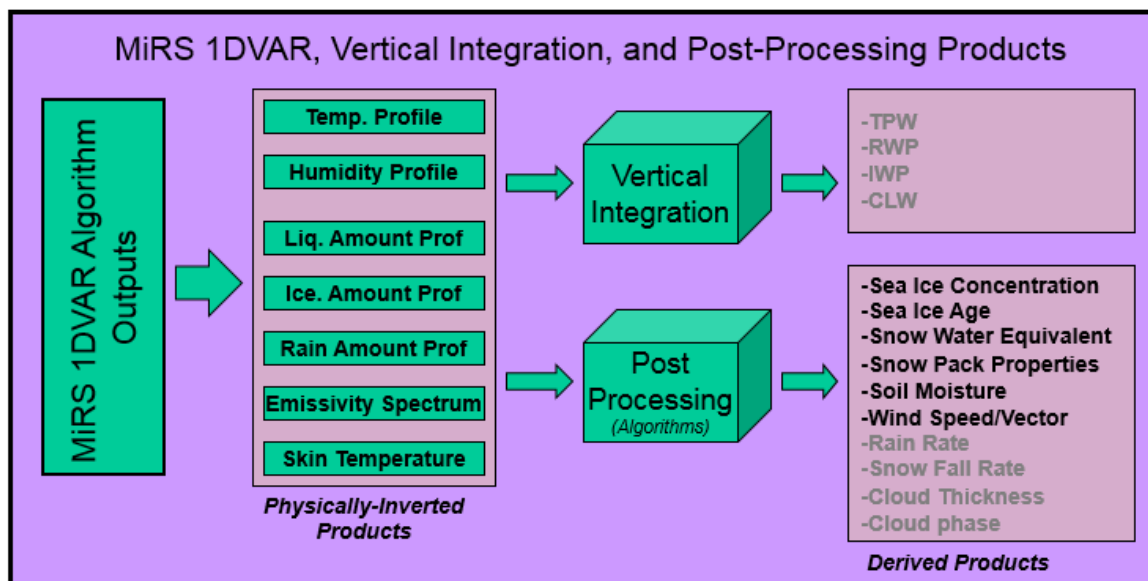 MiRS 1DVAR, Vertical Integration, and Post-Processing Products
MiRS 1DVAR Algorithm
Outputs
Temp. Profile
Humidity Profile
Liq. Amount Prof
Ice. Amount Prof
Rain Amount Prof
Emissivity Spectrum
Skin Temperature
Physically-Inverted
Products
Vertical
Integration
Post
Processing
(Algorithms)
-TPW
-RWP
-IWP
-CLW
-Sea Ice Concentration
-Sea Ice Age
-Snow Water Equivalent
-Snow Pack Properties
-Soil Moisture
-Wind Speed/Vector
-Rain Rate
-Snow Fall Rate
-Cloud Thickness
-Cloud phase
Derived Products